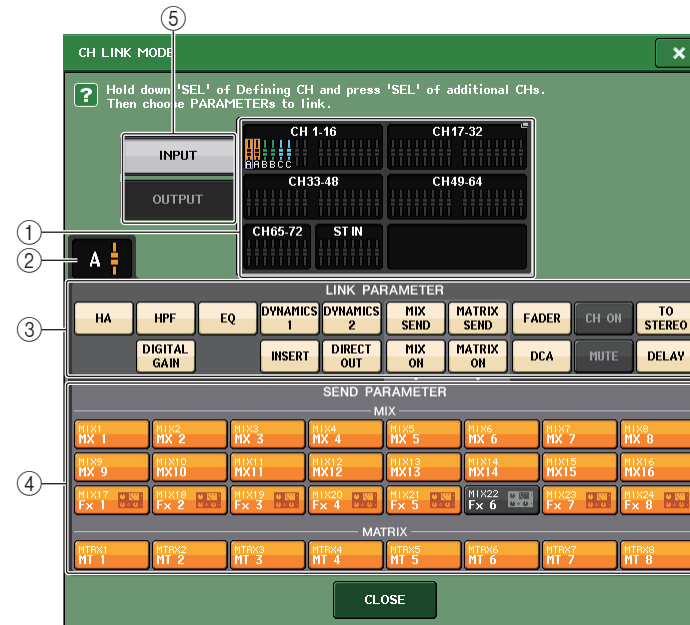 ⑤
CH LINK MODE
×
? Hold down 'SEL' of Defining CH and press 'SEL' of additional CHs.
Then choose PARAMETERs to link.
INPUT
OUTPUT
①
CH 1-16
CH17-32
AABBCC
CH33-48
CH49-64
CH65-72
ST IN
②
A
③
LINK PARAMETER
HA
HPF
EQ
DYNAMICS 1
DYNAMICS 2
MIX SEND
MATRIX SEND
FADER
CH ON
TO STEREO
DIGITAL GAIN
INSERT
DIRECT OUT
MIX ON
MATRIX ON
DCA
MUTE
DELAY
④
SEND PARAMETER
MIX
MIX1 MIX2 MIX3 MIX4 MIX5 MIX6 MIX7 MIX8
MX 1 MX 2 MX 3 MX 4 MX 5 MX 6 MX 7 MX 8
MIX9 MIX10 MIX11 MIX12 MIX13 MIX14 MIX15 MIX16
MX 9 MX10 MX11 MX12 MX13 MX14 MX15 MX16
MIX17 MIX18 MIX19 MIX20 MIX21 MIX22 MIX23 MIX24
Fx 1 Fx 2 Fx 3 Fx 4 Fx 5 Fx 6 Fx 7 Fx 8
MATRIX
MTRX1 MTRX2 MTRX3 MTRX4 MTRX5 MTRX6 MTRX7 MTRX8
MT 1 MT 2 MT 3 MT 4 MT 5 MT 6 MT 7 MT 8
CLOSE